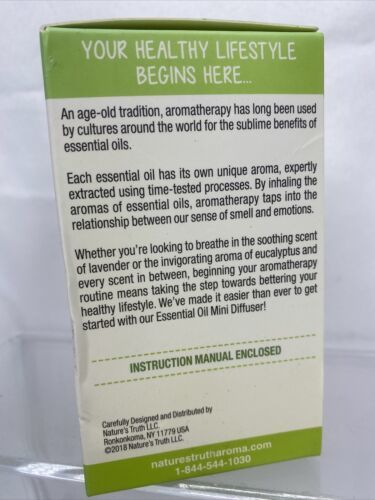 YOUR HEALTHY LIFESTYLE
BEGINS HERE...
An age-old tradition, aromatherapy has long been used
by cultures around the world for the sublime benefits of
essential oils.
Each essential oil has its own unique aroma, expertly
extracted using time-tested processes. By inhaling the
aromas of essential oils, aromatherapy taps into the
relationship between our sense of smell and emotions.
Whether you're looking to breathe in the soothing scent
of lavender or the invigorating aroma of eucalyptus and
every scent in between, beginning your aromatherapy
routine means taking the step towards bettering your
healthy lifestyle. We've made it easier than ever to get
started with our Essential Oil Mini Diffuser!
INSTRUCTION MANUAL ENCLOSED
Carefully Designed and Distributed by
Nature's Truth LLC.
Ronkonkoma, NY 11779 USA
©2018 Nature's Truth LLC.
naturestrutharoma.com
1-844-544-1030